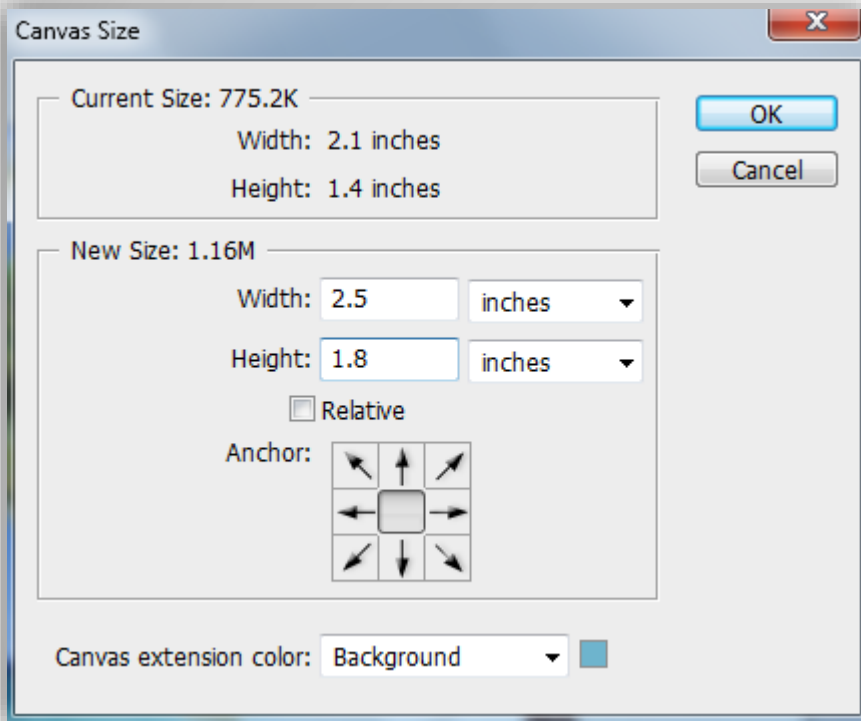 Canvas Size
Current Size: 775.2K
OK
Width: 2.1 inches
Cancel
Height: 1.4 inches
New Size: 1.16M
Width: 2.5 inches
Height: 1.8 inches
Relative
Anchor:
Canvas extension color: Background